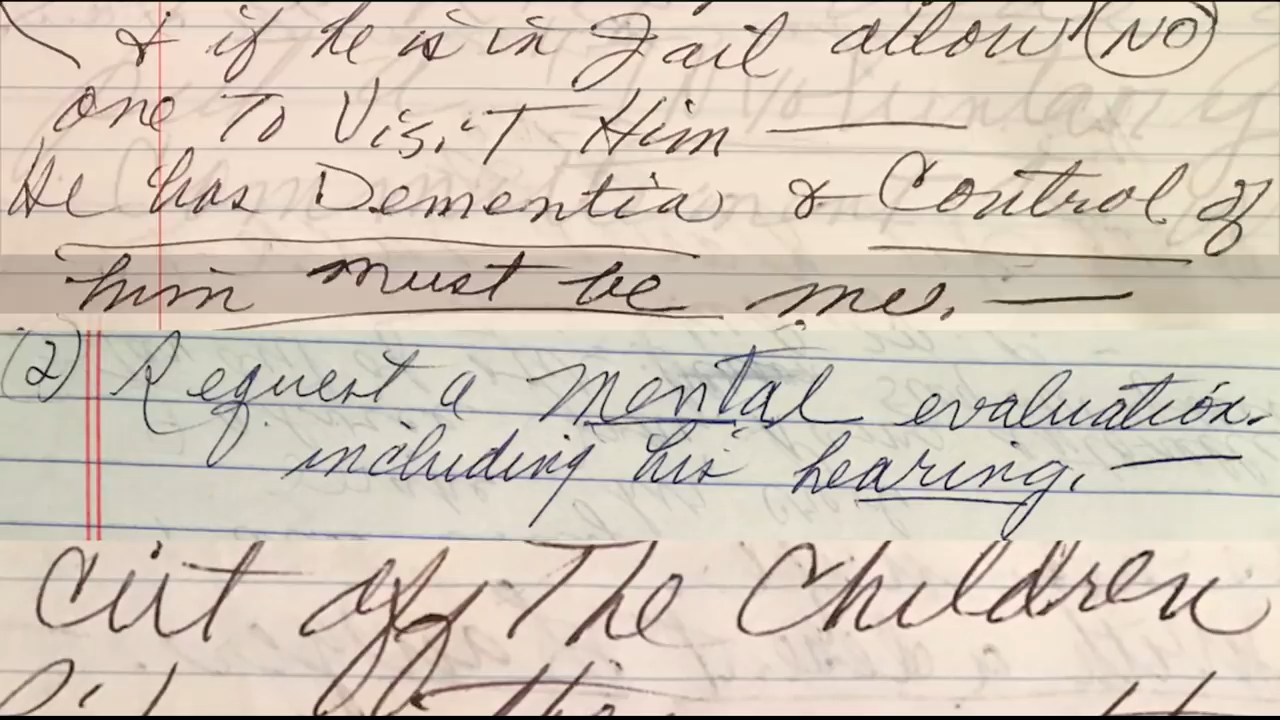 & if he is in Jail allow NO
one To Visit Him —
He has Dementia & Control of
him must be me. —
(2) Request a mental evaluation.
including his hearing. —
Cut off The Children